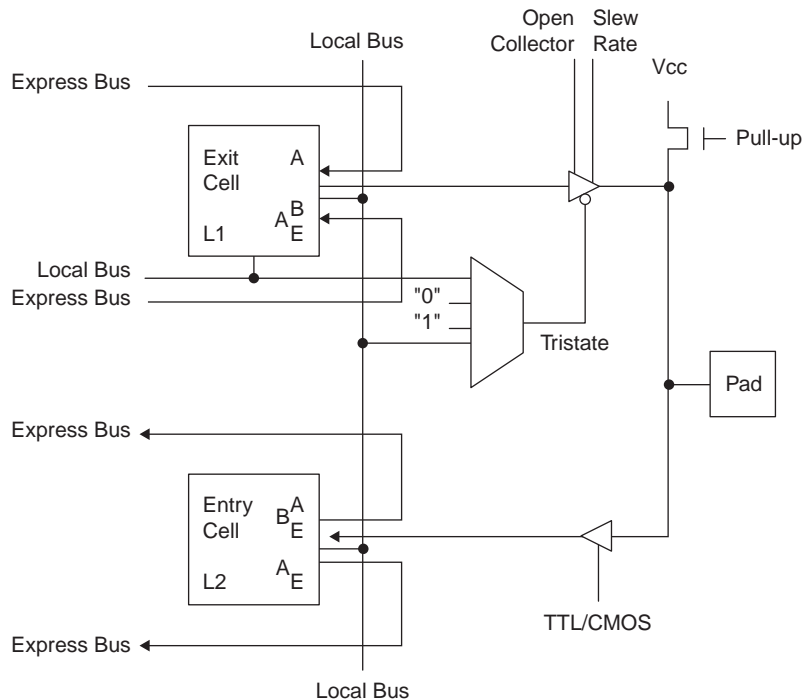 Open Slew
Collector Rate
Local Bus
Vcc
Express Bus
Pull-up
Exit
Cell
A
B
A
E
L1
Local Bus
Express Bus
"0"
"1"
Tristate
Pad
Express Bus
Entry
Cell
A
B
E
A
E
L2
TTL/CMOS
Express Bus
Local Bus